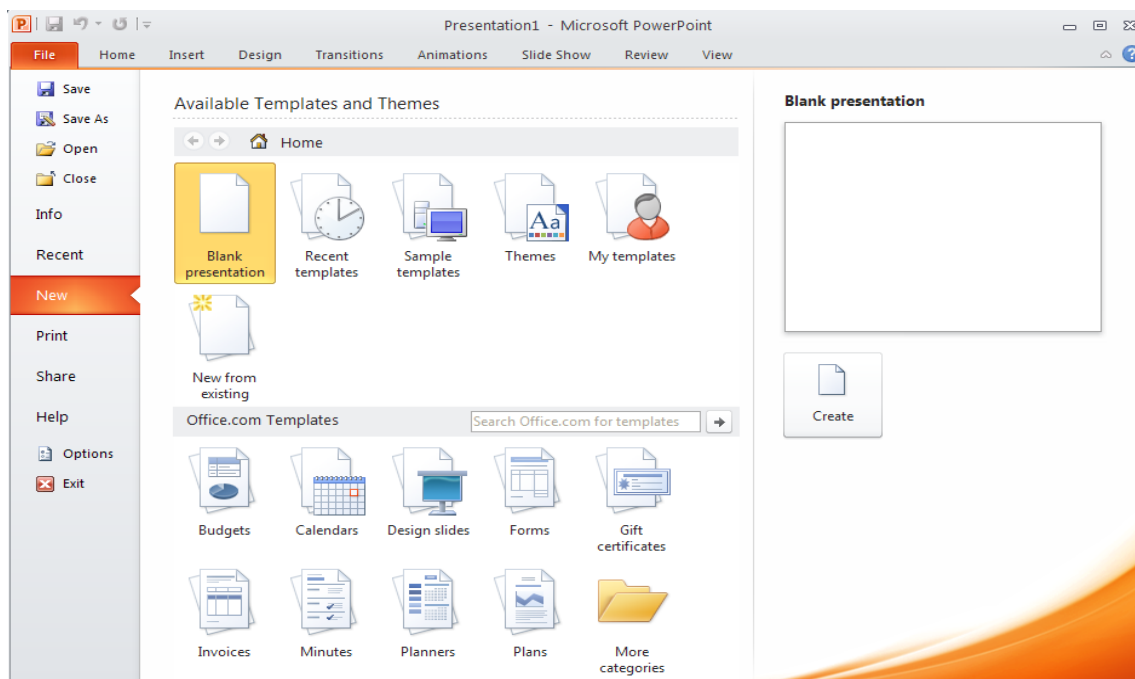 Presentation1 - Microsoft PowerPoint
File Home Insert Design Transitions Animations Slide Show Review View
Save
Save As
Open
Close
Info
Recent
New
Print
Share
Help
Options
Exit
Available Templates and Themes
Home
Blank presentation
Recent templates
Sample templates
Themes
My templates
New from existing
Office.com Templates
Search Office.com for templates
Budgets
Calendars
Design slides
Forms
Gift certificates
Invoices
Minutes
Planners
Plans
More categories
Blank presentation
Create